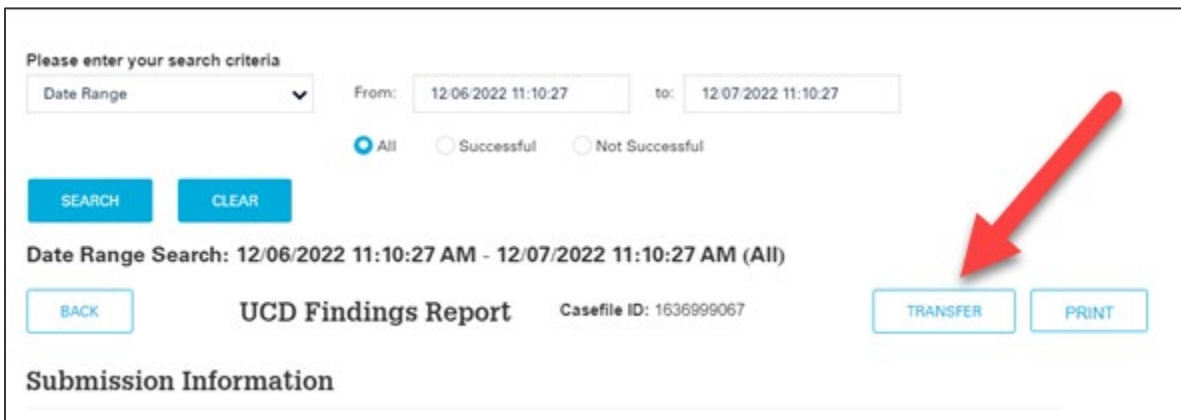 Please enter your search criteria
Date Range From: 12/06/2022 11:10:27 to: 12/07/2022 11:10:27
All Successful Not Successful
SEARCH CLEAR
Date Range Search: 12/06/2022 11:10:27 AM - 12/07/2022 11:10:27 AM (All)
BACK UCD Findings Report Casefile ID: 1636999067 TRANSFER PRINT
Submission Information